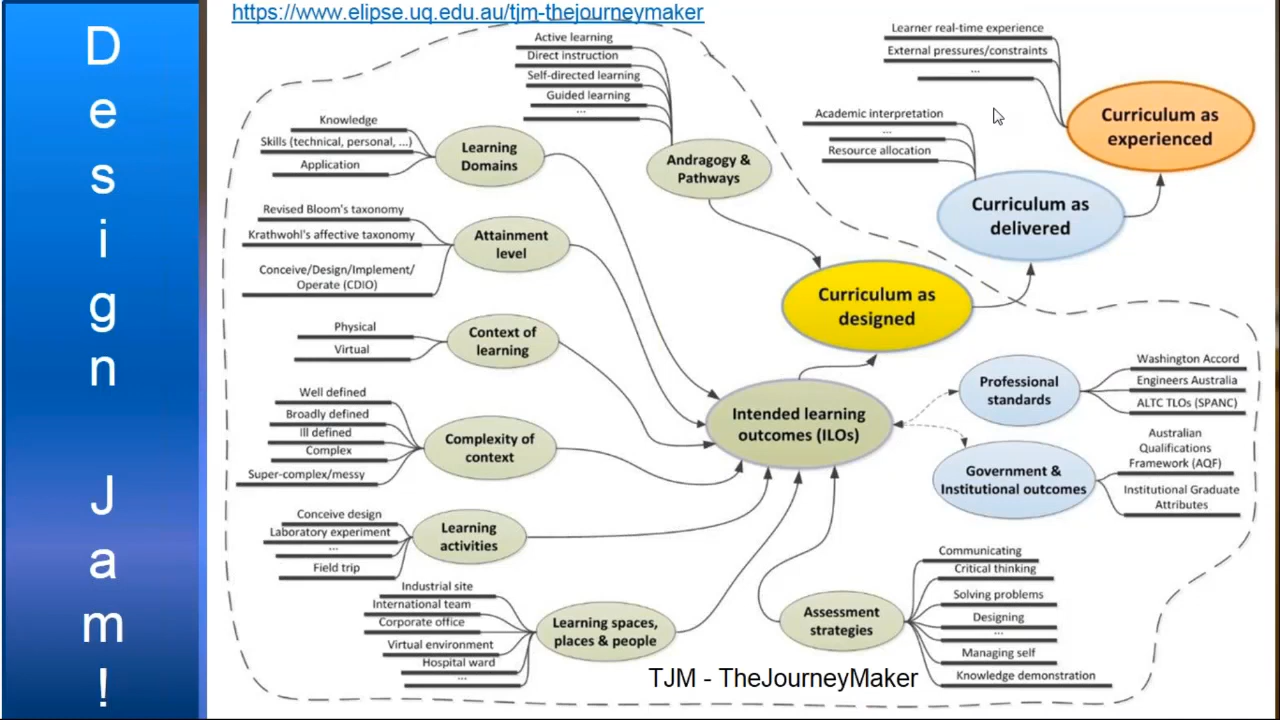 Design Jam!
https://www.elipse.uq.edu.au/tjm-thejourneymaker
Active learning
Direct instruction
Self-directed learning
Guided learning
...
Andragogy &
Pathways
Learner real-time experience
External pressures/constraints
...
Curriculum as
experienced
Academic interpretation
...
Resource allocation
Curriculum as
delivered
Knowledge
Skills (technical, personal, ...)
Application
Learning
Domains
Revised Bloom's taxonomy
Krathwohl's affective taxonomy
Conceive/Design/Implement/
Operate (CDIO)
Attainment
level
Curriculum as
designed
Physical
Virtual
Context of
learning
Well defined
Broadly defined
Ill defined
Complex
Super-complex/messy
Complexity of
context
Intended learning
outcomes (ILOs)
Professional
standards
Washington Accord
Engineers Australia
ALTC TLOs (SPANC)
Government &
Institutional outcomes
Australian
Qualifications
Framework (AQF)
Institutional Graduate
Attributes
Conceive design
Laboratory experiment
...
Field trip
Learning
activities
Industrial site
International team
Corporate office
Virtual environment
Hospital ward
...
Learning spaces,
places & people
Assessment
strategies
Communicating
Critical thinking
Solving problems
Designing
...
Managing self
Knowledge demonstration
TJM - TheJourneyMaker